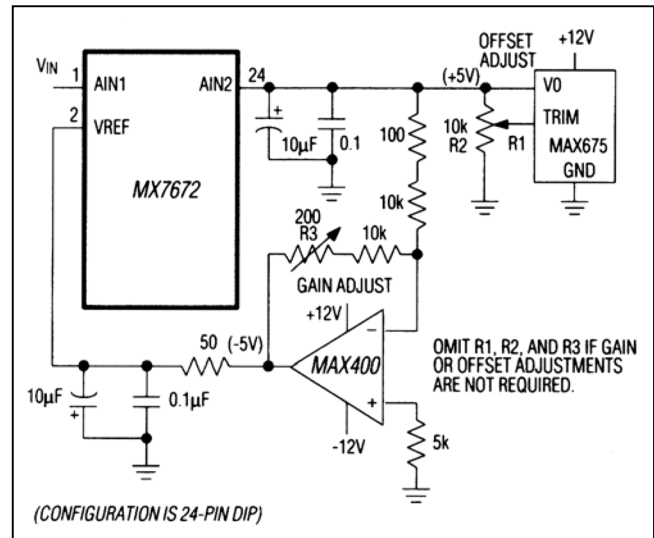 OFFSET
ADJUST
+12V
VIN
1
AIN1
AIN2
24
(+5V)
V0
2
VREF
+
10µF
0.1
100
10k
R2
R1
TRIM
MAX675
GND
MX7672
10k
200
R3
10k
GAIN ADJUST
+12V
−
50
(-5V)
MAX400
OMIT R1, R2, AND R3 IF GAIN
OR OFFSET ADJUSTMENTS
ARE NOT REQUIRED.
10µF
+
0.1µF
+
-12V
5k
(CONFIGURATION IS 24-PIN DIP)